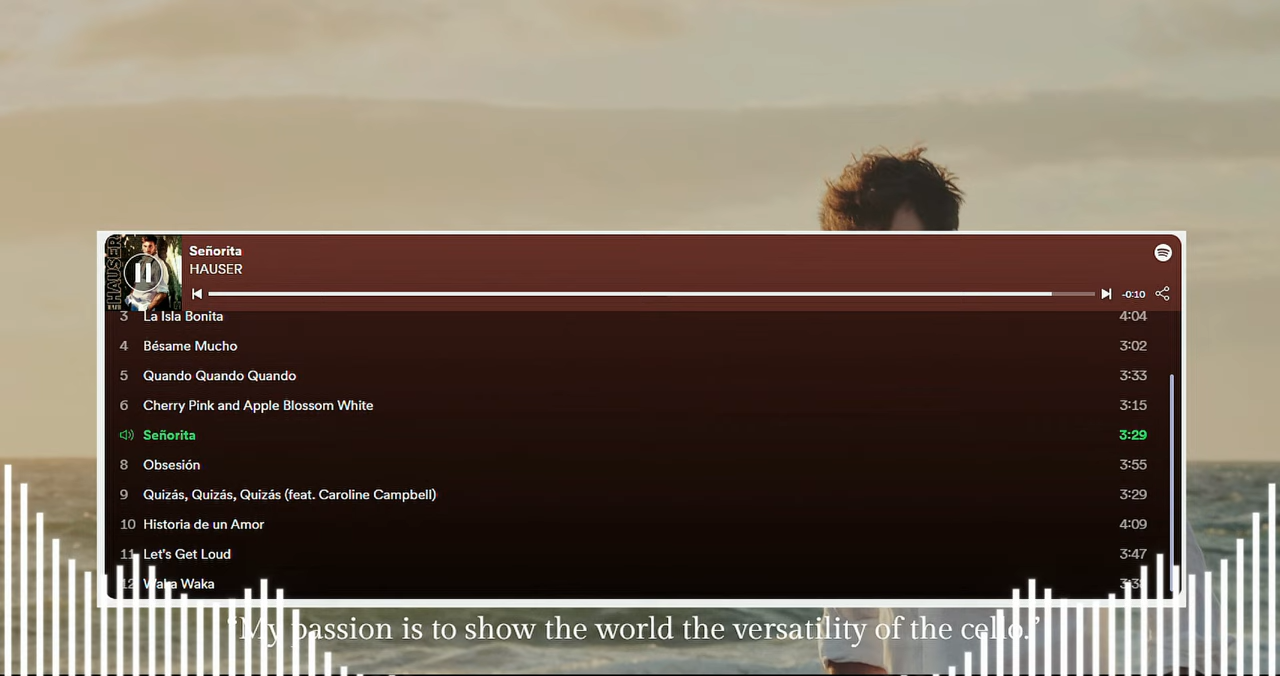 HAUSER
Señorita
HAUSER
-0:10
3 La Isla Bonita 4:04
4 Bésame Mucho 3:02
5 Quando Quando Quando 3:33
6 Cherry Pink and Apple Blossom White 3:15
Señorita 3:29
8 Obsesión 3:55
9 Quizás, Quizás, Quizás (feat. Caroline Campbell) 3:29
10 Historia de un Amor 4:09
11 Let's Get Loud 3:47
12 Waka Waka
“My passion is to show the world the versatility of the cello.”